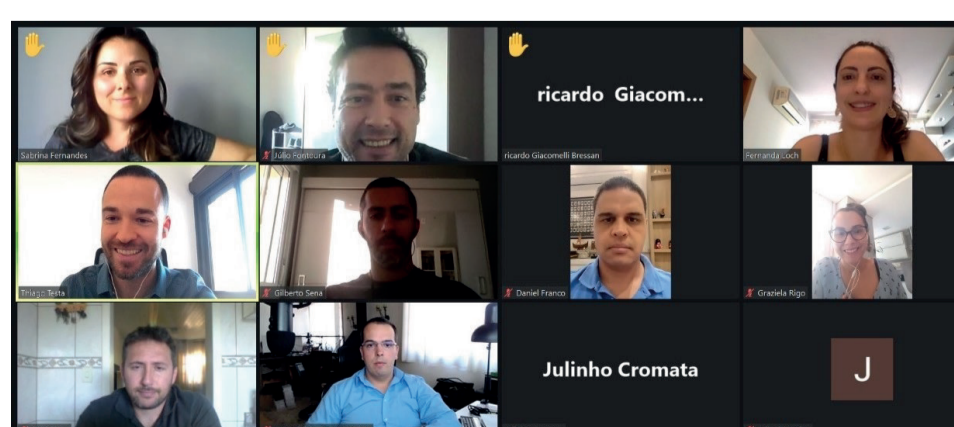 ricardo Giacom...
Sabrina Fernandes
Júlio Fontoura
ricardo Giacomelli Bressan
Fernanda Loch
Thiago Testa
Gilberto Sena
Daniel Franco
Graziela Rigo
Julinho Cromata
J